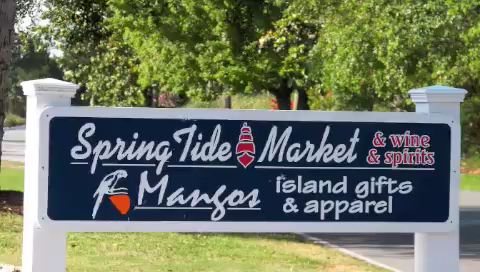 Spring Tide Market & wine & spirits
Mangos island gifts & apparel